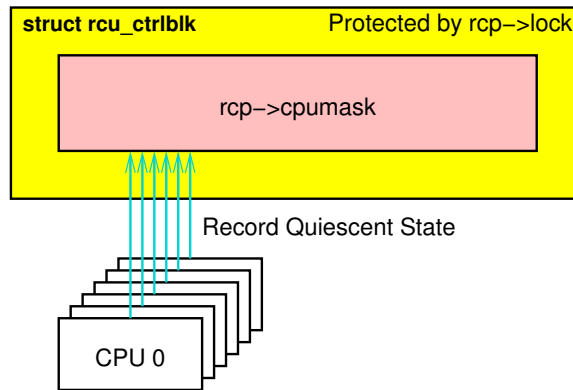 struct rcu_ctrlblk Protected by rcp->lock
rcp->cpumask
Record Quiescent State
CPU 0